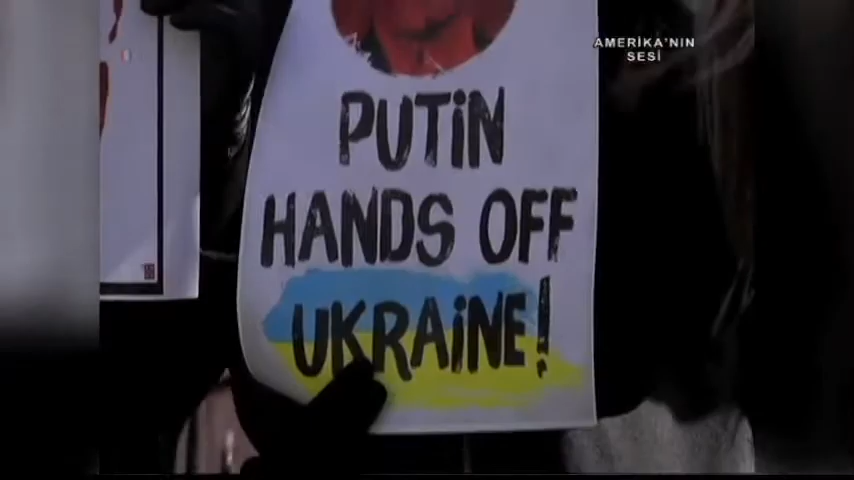 AMERİKA'NIN
SESİ
PUTiN
HANDS OFF
UKRAiNE!